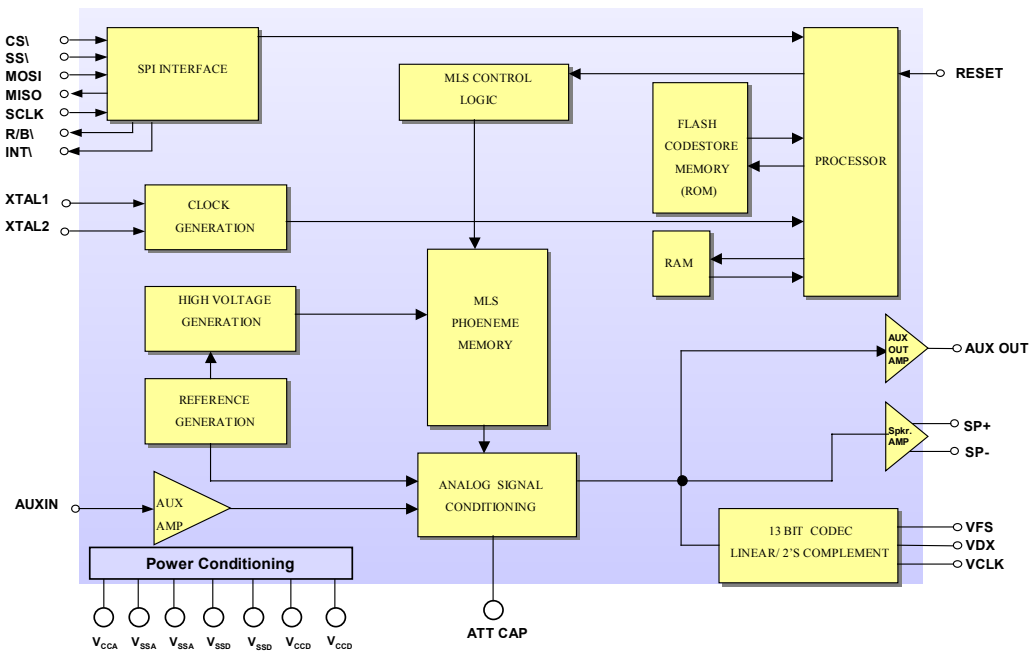 CS\
SS\
MOSI
MISO
SCLK
R/B\
INT\
SPI INTERFACE
MLS CONTROL
LOGIC
FLASH
CODESTORE
MEMORY
(ROM)
PROCESSOR
RESET
XTAL1
XTAL2
CLOCK
GENERATION
RAM
HIGH VOLTAGE
GENERATION
MLS
PHOENEME
MEMORY
REFERENCE
GENERATION
AUX
OUT
AMP
AUX OUT
Spkr.
AMP
SP+
SP-
AUXIN
AUX
AMP
ANALOG SIGNAL
CONDITIONING
13 BIT CODEC
LINEAR/ 2'S COMPLEMENT
VFS
VDX
VCLK
Power Conditioning
VCCA VSSA VSSA VSSD VSSD VCCD VCCD
ATT CAP